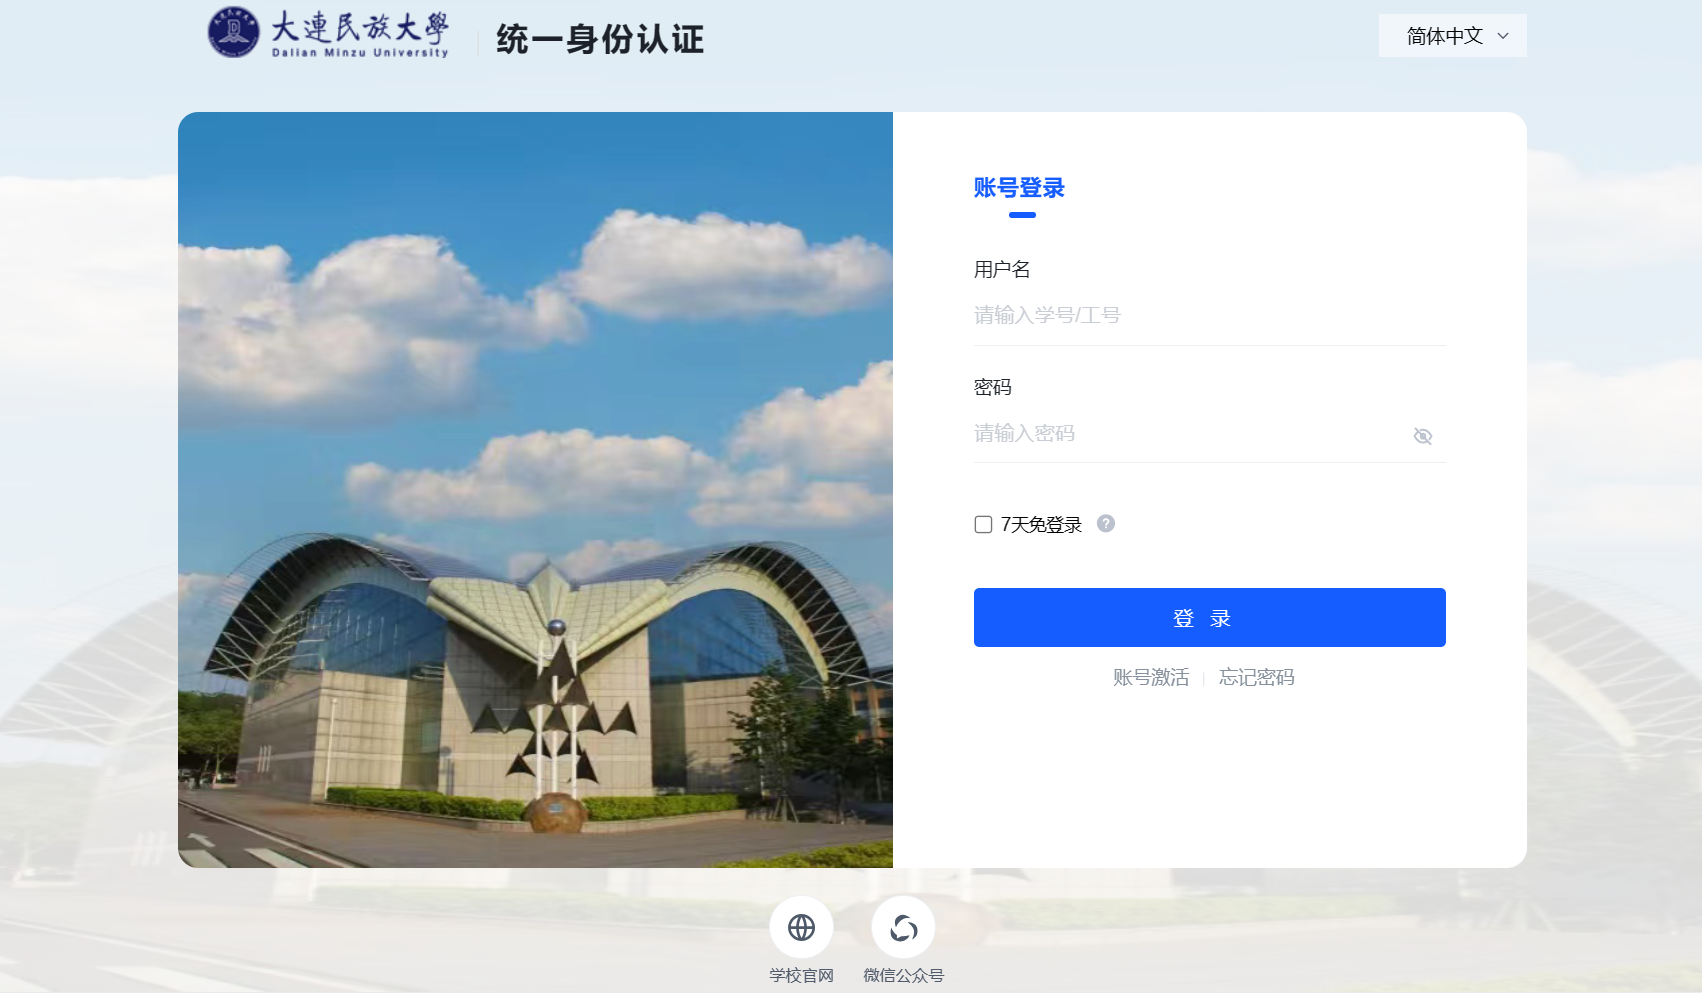 大連民族大學
Dalian Minzu University
统一身份认证
简体中文
账号登录
用户名
请输入学号/工号
密码
请输入密码
7天免登录
?
登 录
账号激活
忘记密码
学校官网
微信公众号